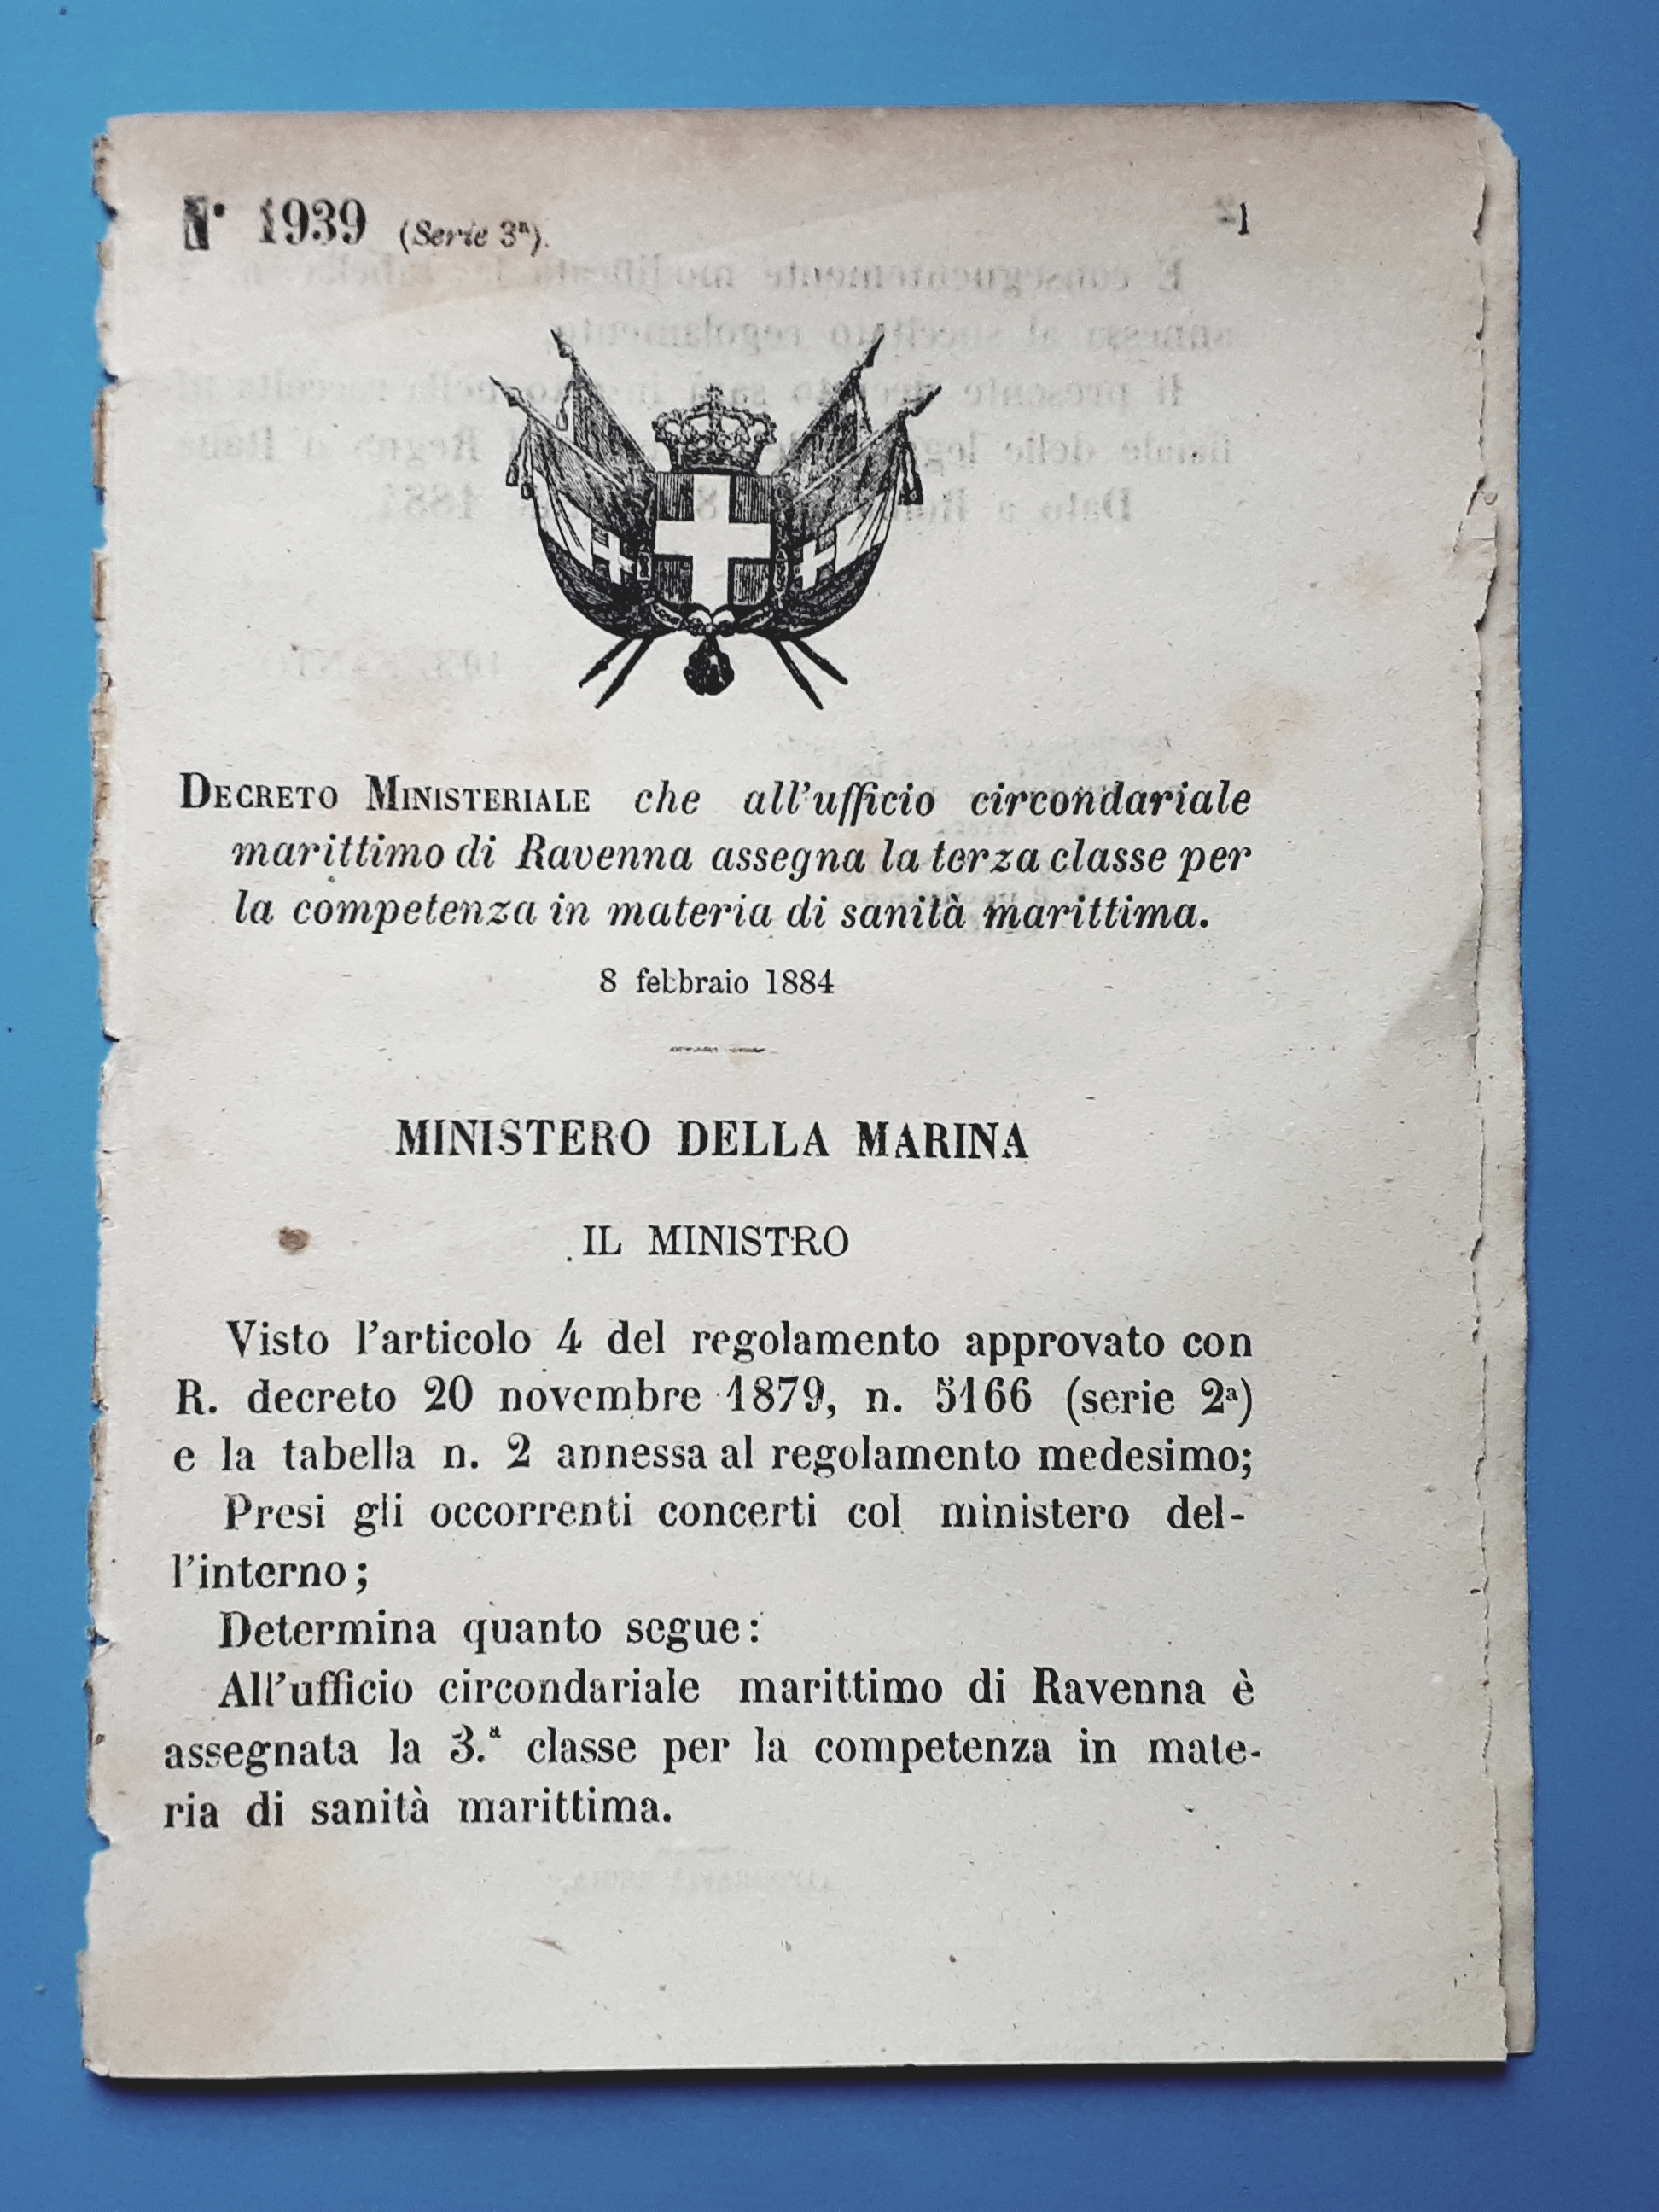 N° 1939 (Serie 3ª). 1
DECRETO MINISTERIALE che all'ufficio circondariale
marittimo di Ravenna assegna la terza classe per
la competenza in materia di sanità marittima.
8 febbraio 1884
MINISTERO DELLA MARINA
IL MINISTRO
Visto l'articolo 4 del regolamento approvato con
R. decreto 20 novembre 1879, n. 5166 (serie 2ª)
e la tabella n. 2 annessa al regolamento medesimo;
Presi gli occorrenti concerti col ministero del-
l'interno;
Determina quanto segue:
All'ufficio circondariale marittimo di Ravenna è
assegnata la 3.ª classe per la competenza in mate-
ria di sanità marittima.